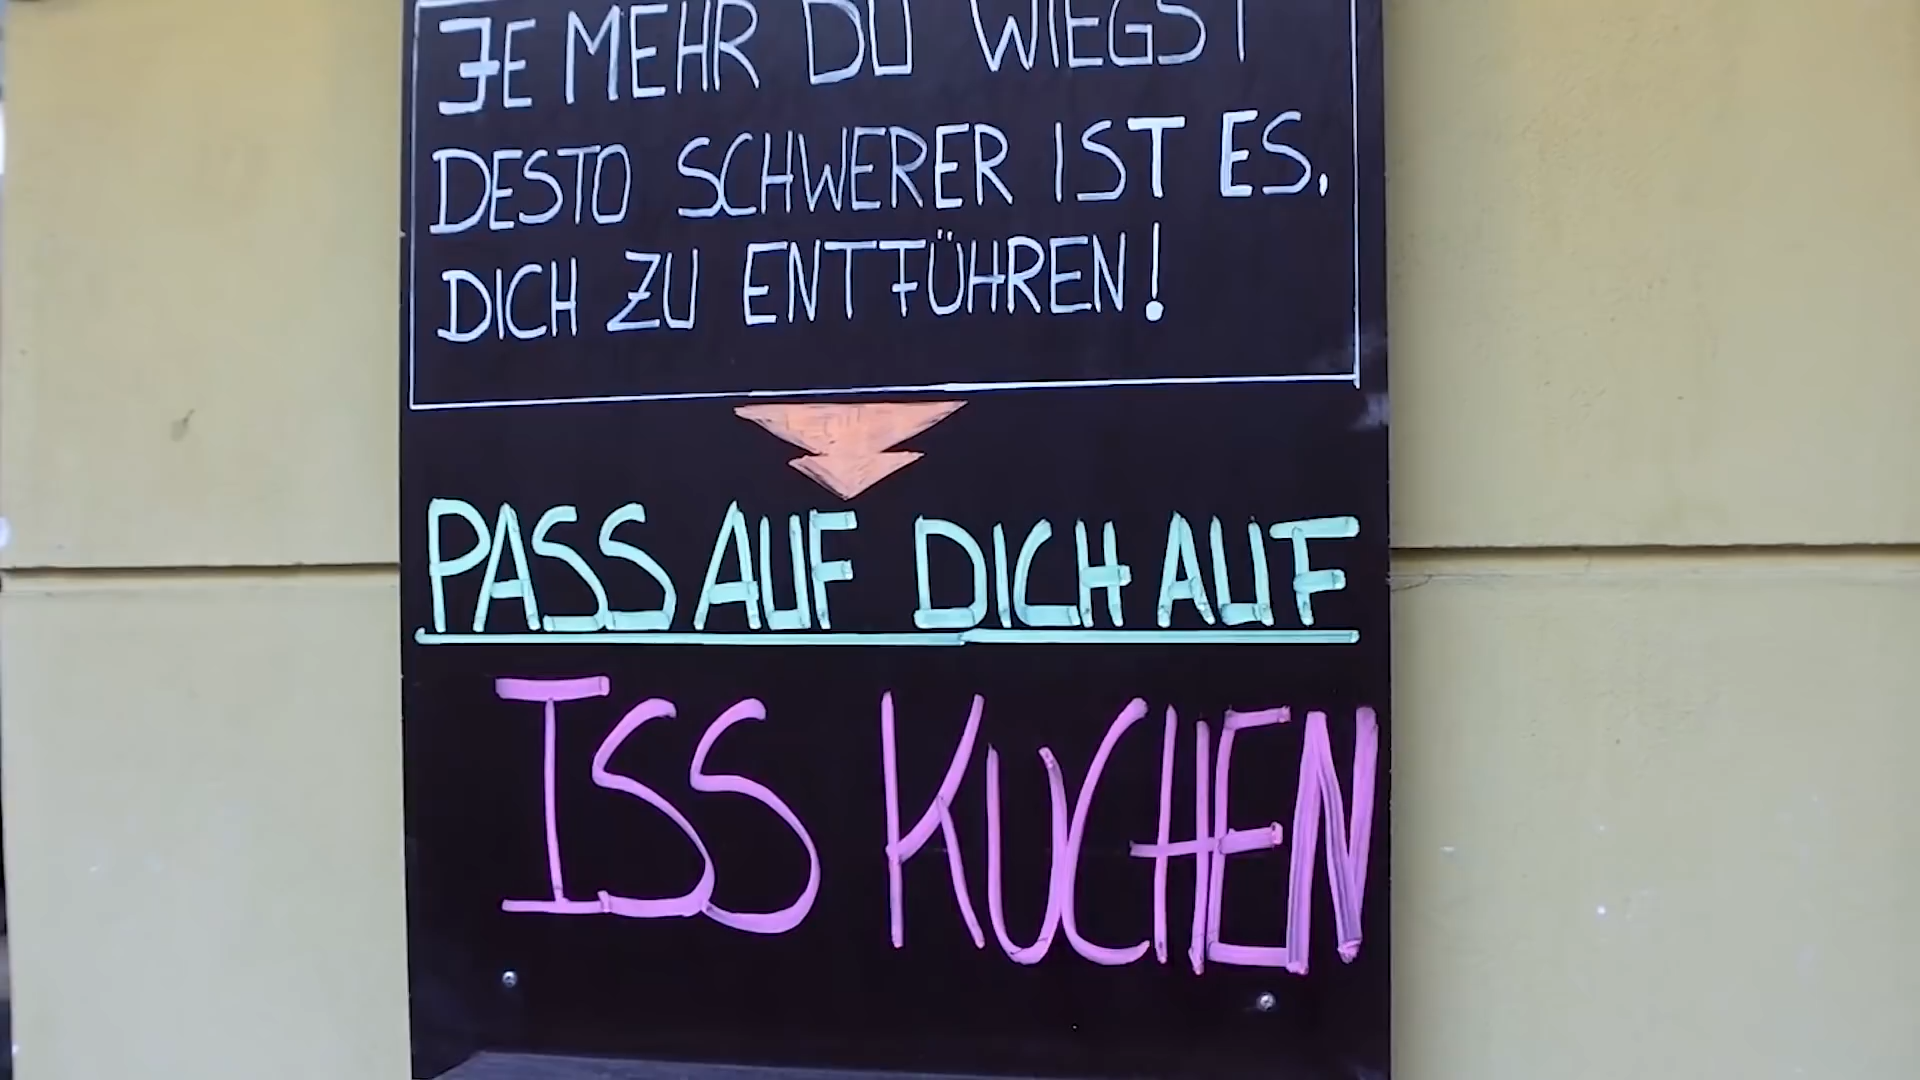 JE MEHR DU WIEGST
DESTO SCHWERER IST ES,
DICH ZU ENTFÜHREN!
PASS AUF DICH AUF
ISS KUCHEN